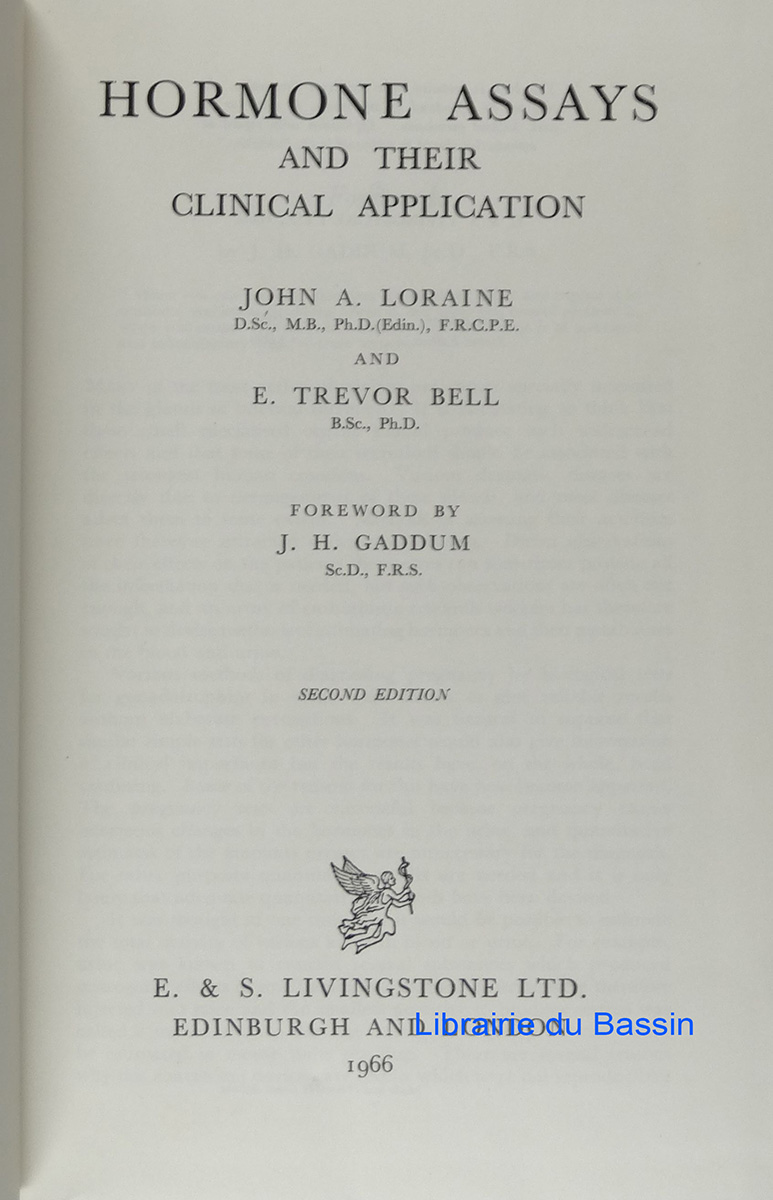 HORMONE ASSAYS
AND THEIR
CLINICAL APPLICATION
JOHN A. LORAINE
D.Sc., M.B., Ph.D.(Edin.), F.R.C.P.E.
AND
E. TREVOR BELL
B.Sc., Ph.D.
FOREWORD BY
J. H. GADDUM
Sc.D., F.R.S.
SECOND EDITION
E. & S. LIVINGSTONE LTD.
EDINBURGH AND LONDON
Librairie du Bassin
1966